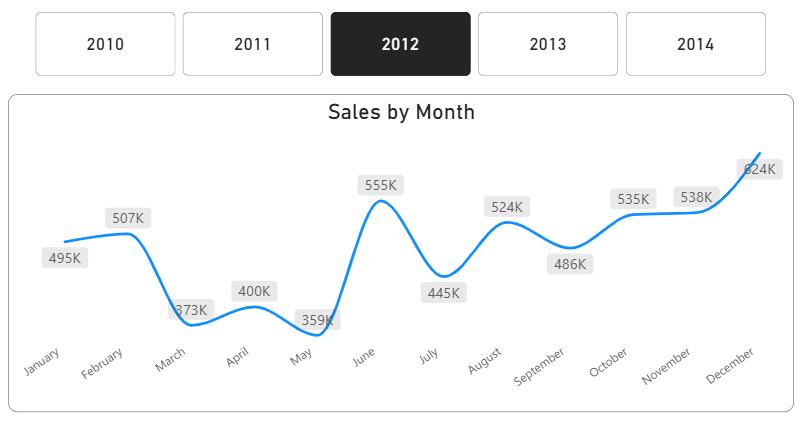 2010 2011 2012 2013 2014
Sales by Month
495K
507K
373K
400K
359K
555K
445K
524K
486K
535K
538K
624K
January February March April May June July August September October November December